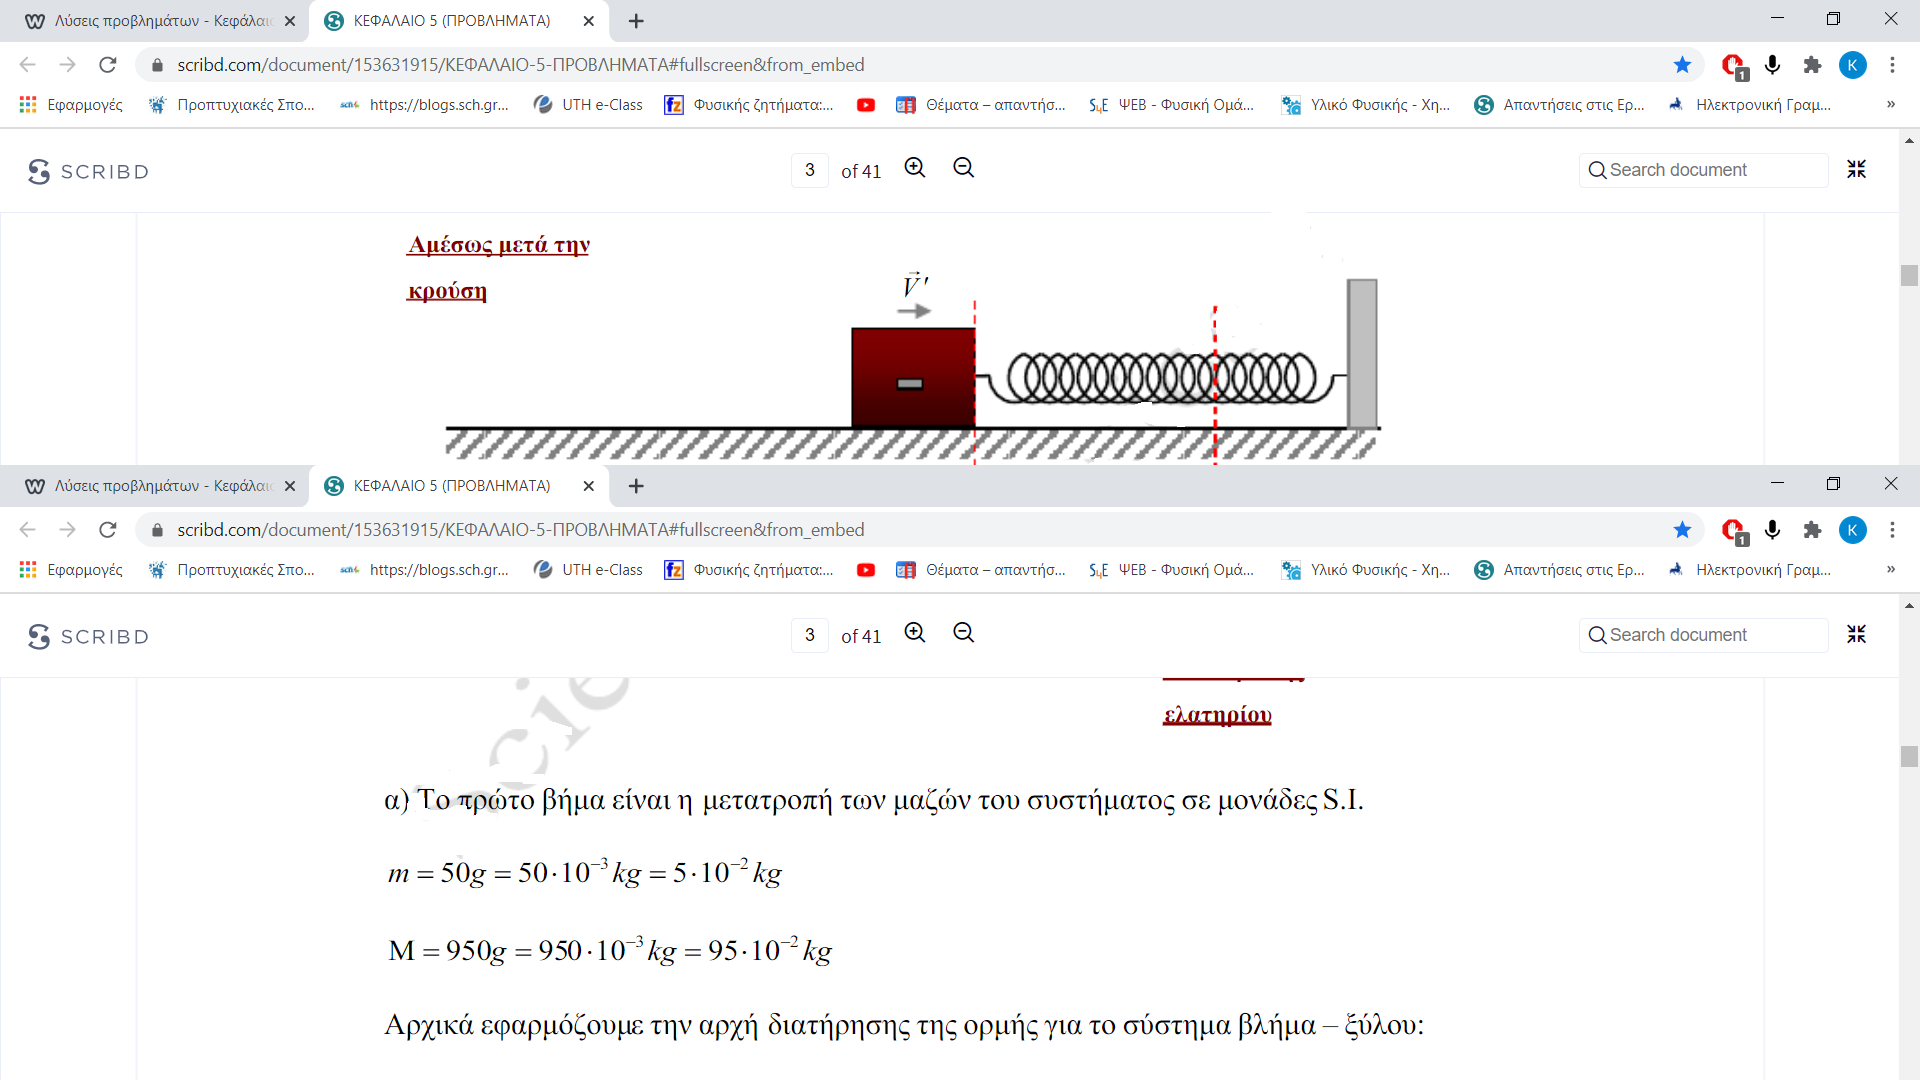 Λύσεις προβλημάτων - Κεφάλαιο
ΚΕΦΑΛΑΙΟ 5 (ΠΡΟΒΛΗΜΑΤΑ)
scribd.com/document/153631915/ΚΕΦΑΛΑΙΟ-5-ΠΡΟΒΛΗΜΑΤΑ#fullscreen&from_embed
1
K
Εφαρμογές
Προπτυχιακές Σπο...
https://blogs.sch.gr...
UTH e-Class
Φυσικής ζητήματα:...
Θέματα – απαντήσ...
ΨΕΒ - Φυσική Ομά...
Υλικό Φυσικής - Χη...
Απαντήσεις στις Ερ...
Ηλεκτρονική Γραμ...
»
SCRIBD
3 of 41
Search document
Αμέσως μετά την
κρούση
V⃗ ′
Λύσεις προβλημάτων - Κεφάλαιο
ΚΕΦΑΛΑΙΟ 5 (ΠΡΟΒΛΗΜΑΤΑ)
scribd.com/document/153631915/ΚΕΦΑΛΑΙΟ-5-ΠΡΟΒΛΗΜΑΤΑ#fullscreen&from_embed
1
K
Εφαρμογές
Προπτυχιακές Σπο...
https://blogs.sch.gr...
UTH e-Class
Φυσικής ζητήματα:...
Θέματα – απαντήσ...
ΨΕΒ - Φυσική Ομά...
Υλικό Φυσικής - Χη...
Απαντήσεις στις Ερ...
Ηλεκτρονική Γραμ...
»
SCRIBD
3 of 41
Search document
ελατηρίου
α) Το πρώτο βήμα είναι η μετατροπή των μαζών του συστήματος σε μονάδες S.I.
m = 50g = 50·10⁻³ kg = 5·10⁻² kg
Μ = 950g = 950·10⁻³ kg = 95·10⁻² kg
Αρχικά εφαρμόζουμε την αρχή διατήρησης της ορμής για το σύστημα βλήμα – ξύλου: